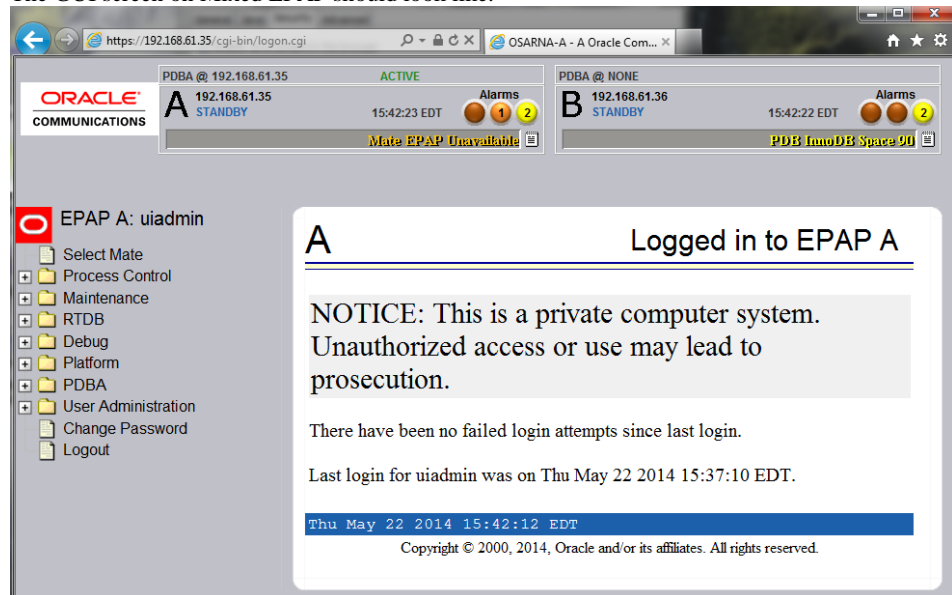 The GUI screen on Mixed EPAP should look like:
https://192.168.61.35/cgi-bin/logon.cgi
OSARNA-A - A Oracle Com... ×
PDBA @ 192.168.61.35 ACTIVE
A 192.168.61.35
STANDBY
15:42:23 EDT
Alarms
1 2
Mate EPAP Unavailable
PDBA @ NONE
B 192.168.61.36
STANDBY
15:42:22 EDT
Alarms
2
PDB InnoDB Space 90
ORACLE
COMMUNICATIONS
EPAP A: uiadmin
Select Mate
Process Control
Maintenance
RTDB
Debug
Platform
PDBA
User Administration
Change Password
Logout
A Logged in to EPAP A
NOTICE: This is a private computer system.
Unauthorized access or use may lead to
prosecution.
There have been no failed login attempts since last login.
Last login for uiadmin was on Thu May 22 2014 15:37:10 EDT.
Thu May 22 2014 15:42:12 EDT
Copyright © 2000, 2014, Oracle and/or its affiliates. All rights reserved.